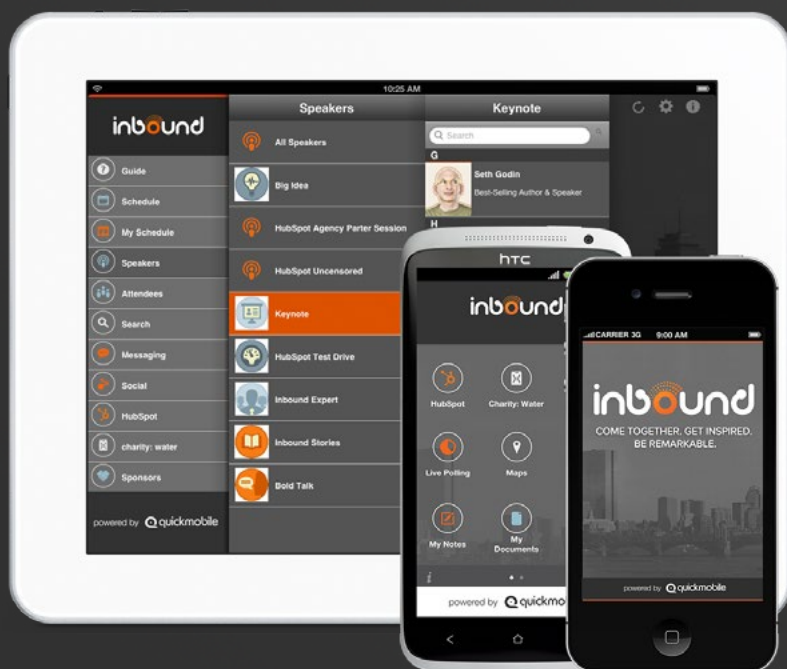 10:25 AM
inbound
Guide
Schedule
My Schedule
Speakers
Attendees
Search
Messaging
Social
HubSpot
charity: water
Sponsors
powered by quickmobile
Speakers
All Speakers
Big Idea
HubSpot Agency Parter Session
HubSpot Uncensored
Keynote
HubSpot Test Drive
Inbound Expert
Inbound Stories
Bold Talk
Keynote
Search
G
Seth Godin
Best-Selling Author & Speaker
H
hTC
inbound
HubSpot
Charity: Water
Live Polling
Maps
My Notes
My
Documents
powered by quickmo
CARRIER 3G 9:00 AM
inbound
COME TOGETHER. GET INSPIRED.
BE REMARKABLE.
powered by quickmobile